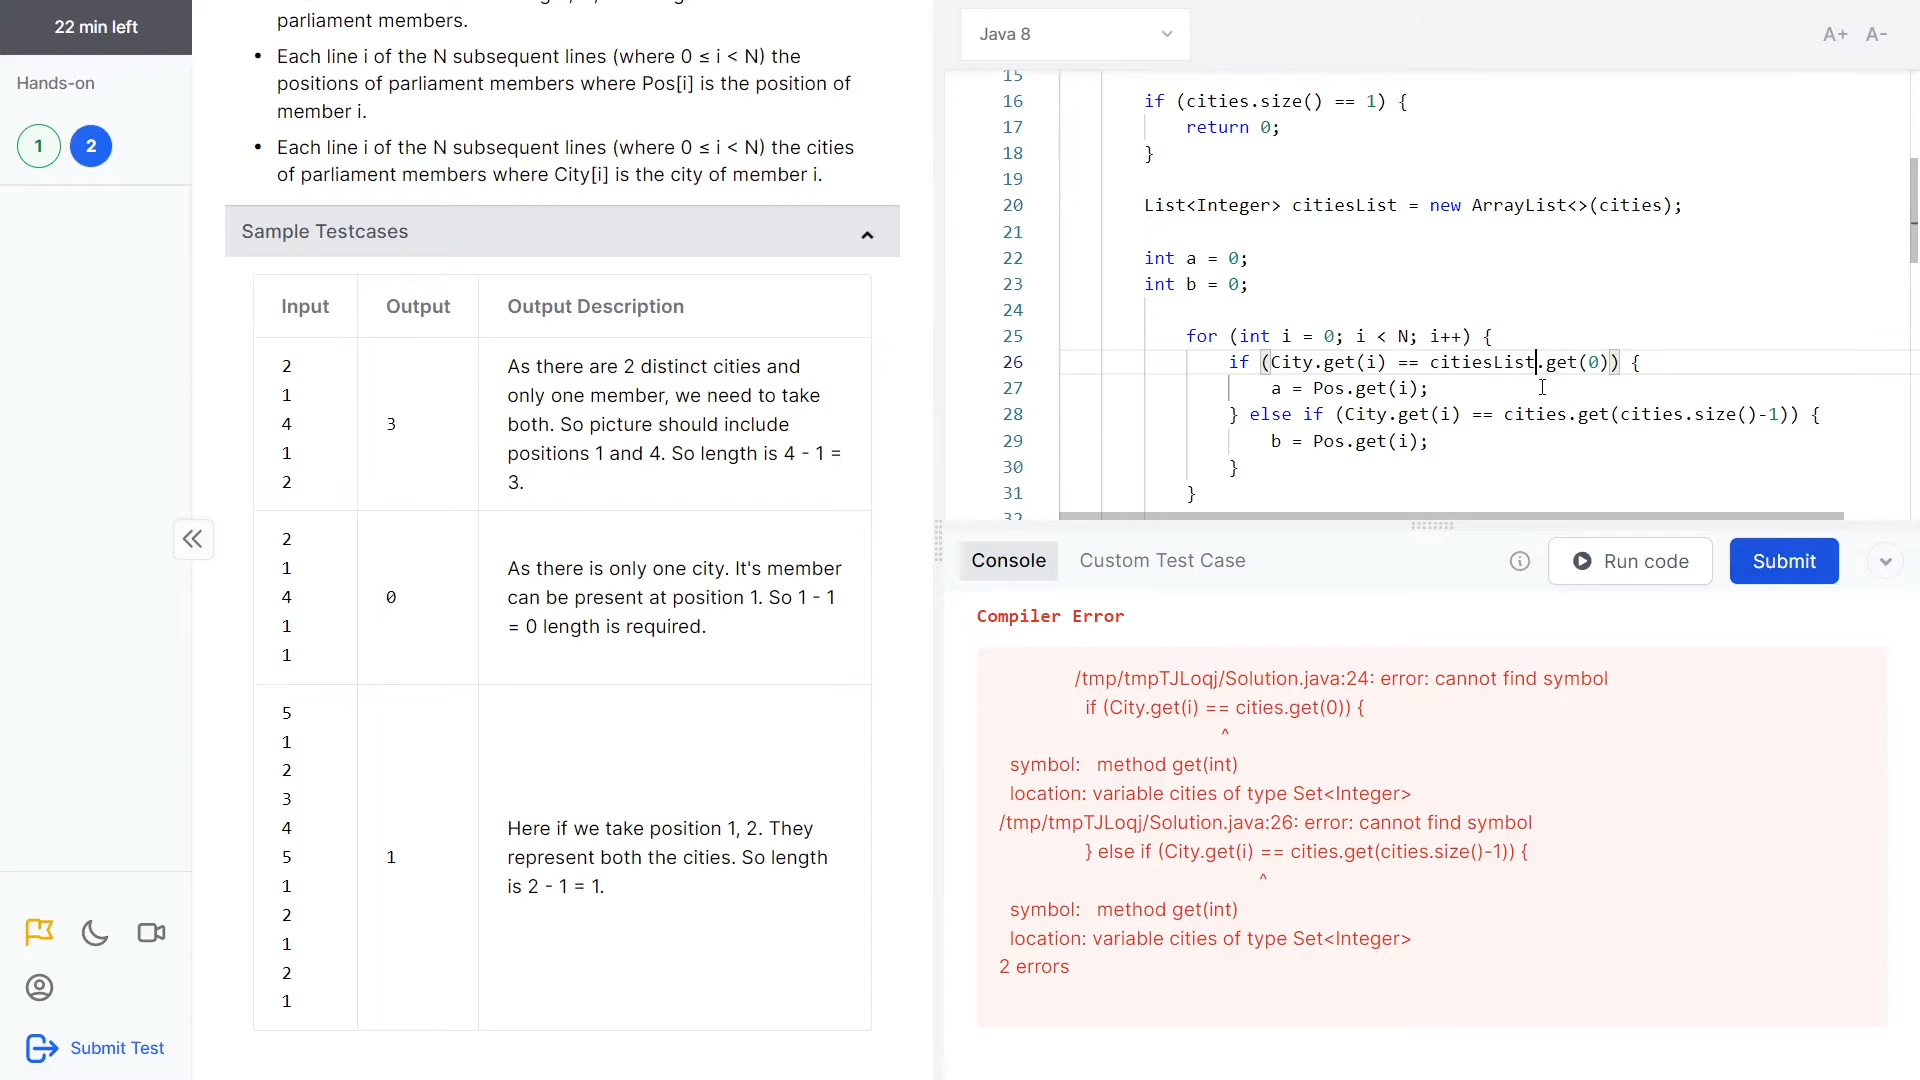 22 min left
Hands-on
1
2
Submit Test
parliament members.
• Each line i of the N subsequent lines (where 0 ≤ i < N) the
positions of parliament members where Pos[i] is the position of
member i.
• Each line i of the N subsequent lines (where 0 ≤ i < N) the cities
of parliament members where City[i] is the city of member i.
Sample Testcases
Input Output Output Description
2
1
4
1
2
3
As there are 2 distinct cities and
only one member, we need to take
both. So picture should include
positions 1 and 4. So length is 4 - 1 =
3.
2
1
4
1
1
0
As there is only one city. It's member
can be present at position 1. So 1 - 1
= 0 length is required.
5
1
2
3
4
5
1
2
1
2
1
1
Here if we take position 1, 2. They
represent both the cities. So length
is 2 - 1 = 1.
Java 8
A+ A-
15
16 if (cities.size() == 1) {
17 return 0;
18 }
19
20 List<Integer> citiesList = new ArrayList<>(cities);
21
22 int a = 0;
23 int b = 0;
24
25 for (int i = 0; i < N; i++) {
26 if (City.get(i) == citiesList.get(0)) {
27 a = Pos.get(i);
28 } else if (City.get(i) == cities.get(cities.size()-1)) {
29 b = Pos.get(i);
30 }
31 }
32
Console Custom Test Case Run code Submit
Compiler Error
/tmp/tmpTJLoqj/Solution.java:24: error: cannot find symbol
if (City.get(i) == cities.get(0)) {
^
symbol: method get(int)
location: variable cities of type Set<Integer>
/tmp/tmpTJLoqj/Solution.java:26: error: cannot find symbol
} else if (City.get(i) == cities.get(cities.size()-1)) {
^
symbol: method get(int)
location: variable cities of type Set<Integer>
2 errors